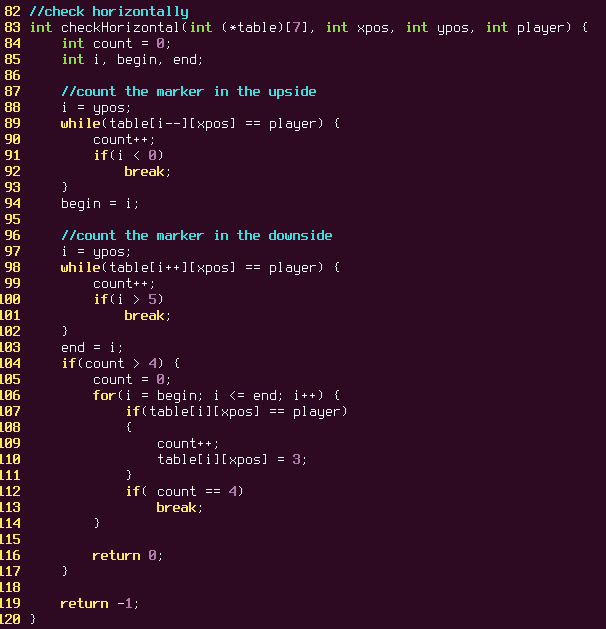 82 //check horizontally
83 int checkHorizontal(int (*table)[7], int xpos, int ypos, int player) {
84     int count = 0;
85     int i, begin, end;
86
87     //count the marker in the upside
88     i = ypos;
89     while(table[i--][xpos] == player) {
90         count++;
91         if(i < 0)
92             break;
93     }
94     begin = i;
95
96     //count the marker in the downside
97     i = ypos;
98     while(table[i++][xpos] == player) {
99         count++;
100         if(i > 5)
101             break;
102     }
103     end = i;
104     if(count > 4) {
105         count = 0;
106         for(i = begin; i <= end; i++) {
107             if(table[i][xpos] == player)
108             {
109                 count++;
110                 table[i][xpos] = 3;
111             }
112             if( count == 4)
113                 break;
114         }
115
116         return 0;
117     }
118
119     return -1;
120 }